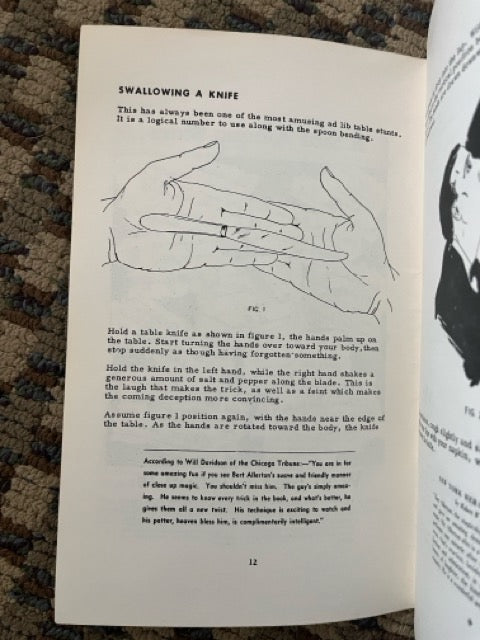 SWALLOWING A KNIFE
This has always been one of the most amusing ad lib table stunts.
It is a logical number to use along with the spoon bending.
FIG. 1
Hold a table knife as shown in figure 1, the hands palm up on
the table. Start turning the hands over toward your body, then
stop suddenly as though having forgotten something.
Hold the knife in the left hand, while the right hand shakes a
generous amount of salt and pepper along the blade. This is
the laugh that makes the trick, as well as a feint which makes
the coming deception more convincing.
Assume figure 1 position again, with the hands near the edge of
the table. As the hands are rotated toward the body, the knife
According to Will Davidson of the Chicago Tribune:—"You are in for
some amazing fun if you see Bert Allerton's suave and friendly manner
of close up magic. You shouldn't miss him. The guy's simply amaz-
ing. He seems to know every trick in the book, and what's better, he
gives them all a new twist. His technique is exciting to watch and
his patter, heaven bless him, is complimentarily intelligent."
12